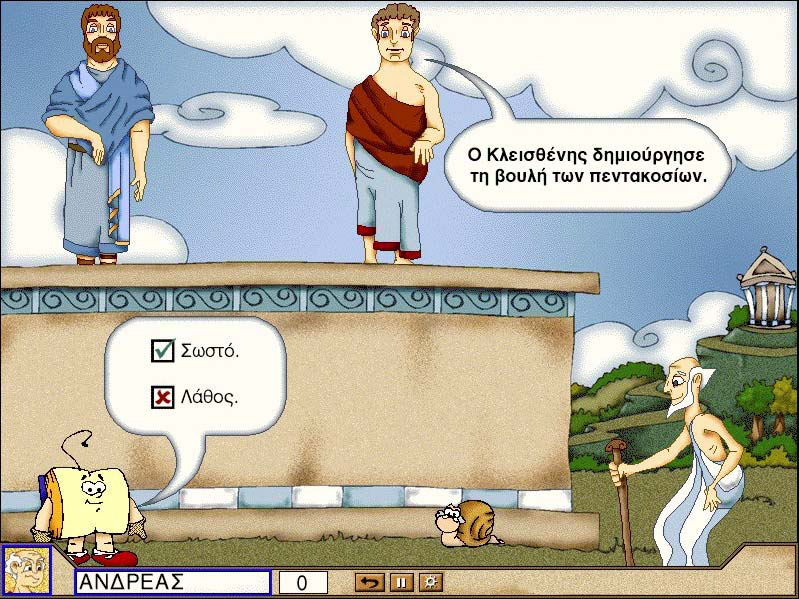 Ο Κλεισθένης δημιούργησε
τη βουλή των πεντακοσίων.
Σωστό.
Λάθος.
ΑΝΔΡΕΑΣ
0